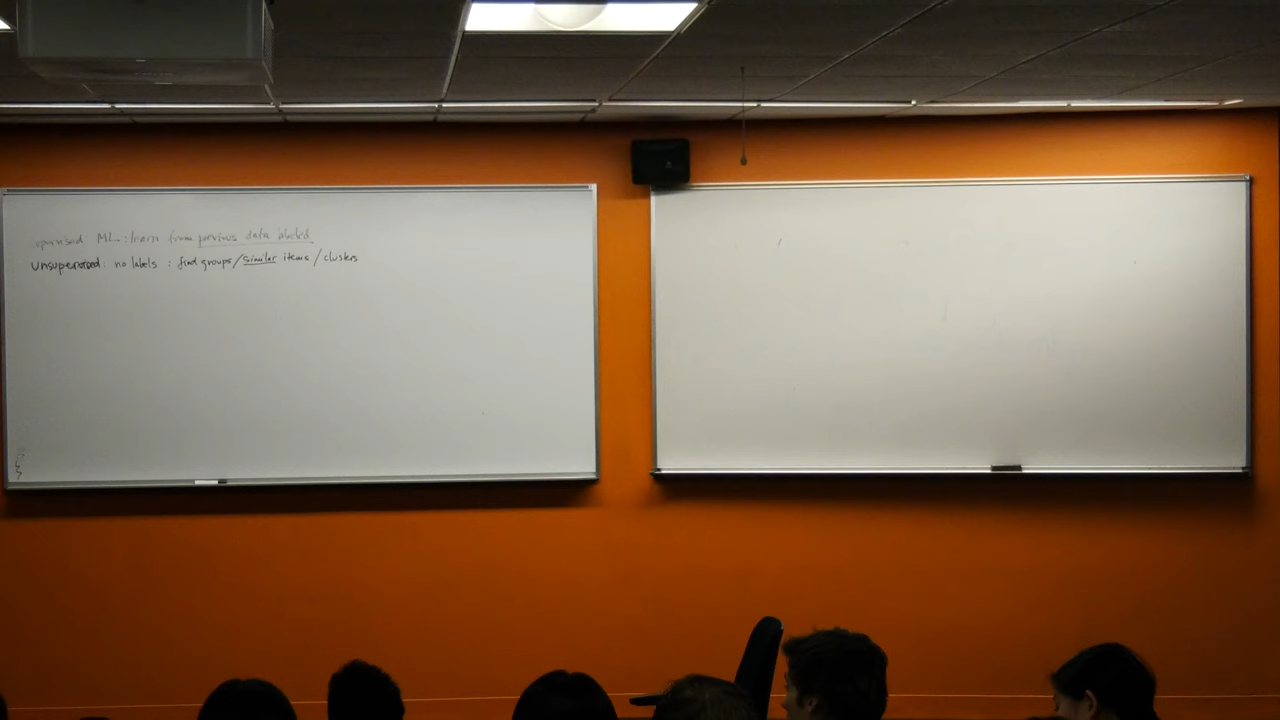 supervised ML: learn from previous data labeled
unsupervised: no labels : find groups/similar items / clusters